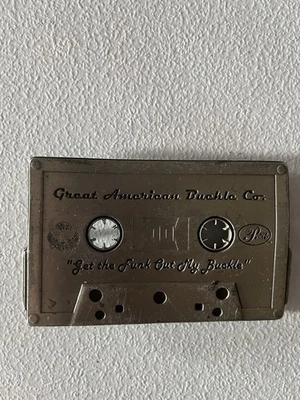 Great American Buckle Co.
"Get the Funk Out My Buckle"